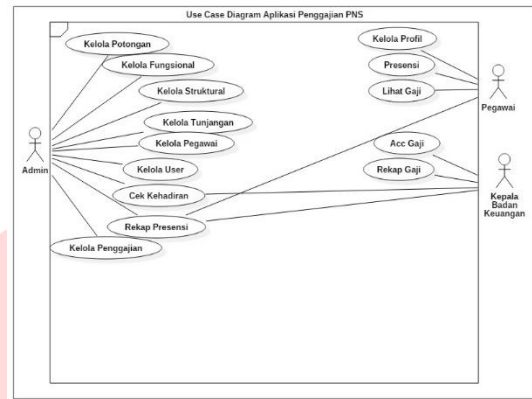 Use Case Diagram Aplikasi Penggajian PNS
Kelola Potongan
Kelola Fungsional
Kelola Struktural
Kelola Tunjangan
Kelola Pegawai
Kelola User
Cek Kehadiran
Rekap Presensi
Kelola Penggajian
Admin
Kelola Profil
Presensi
Lihat Gaji
Pegawai
Acc Gaji
Rekap Gaji
Kepala
Badan
Keuangan